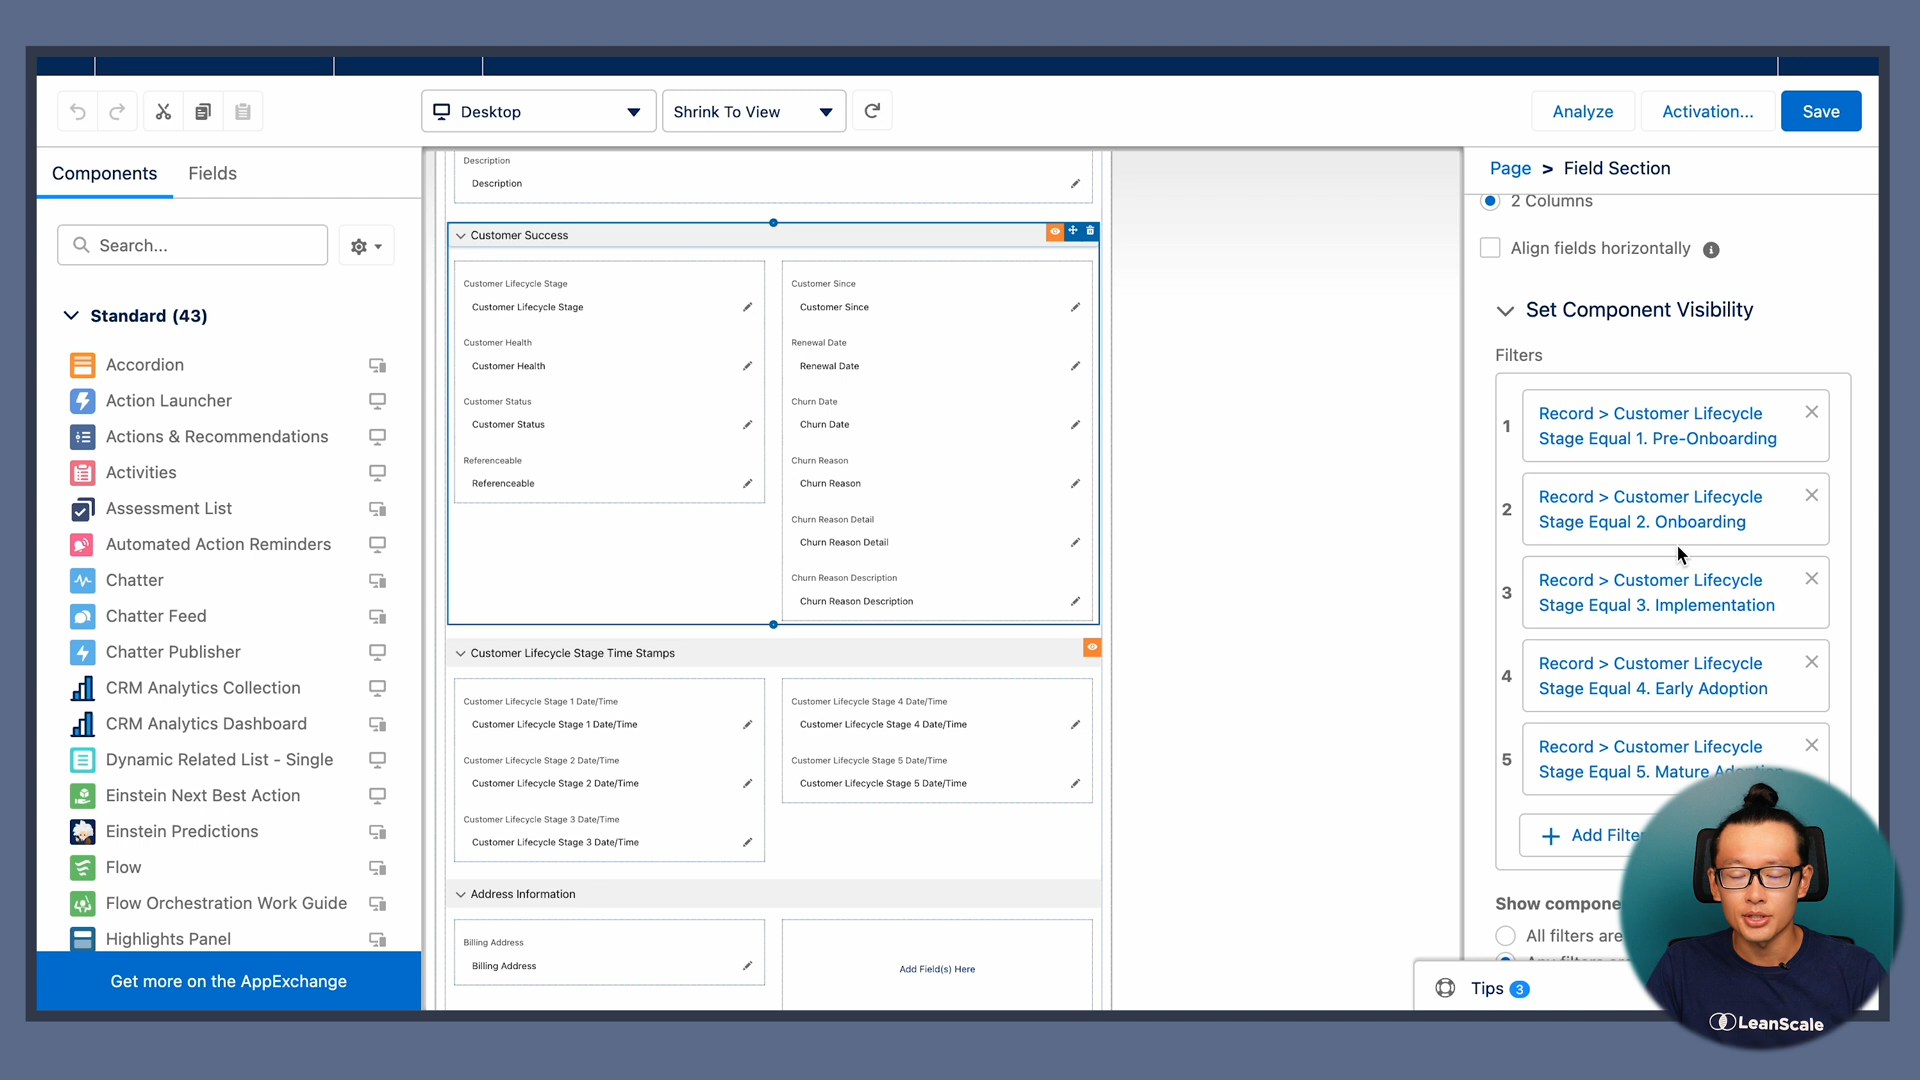 Desktop
Shrink To View
Analyze
Activation...
Save
Components
Fields
Search...
Standard (43)
Accordion
Action Launcher
Actions & Recommendations
Activities
Assessment List
Automated Action Reminders
Chatter
Chatter Feed
Chatter Publisher
CRM Analytics Collection
CRM Analytics Dashboard
Dynamic Related List - Single
Einstein Next Best Action
Einstein Predictions
Flow
Flow Orchestration Work Guide
Highlights Panel
Get more on the AppExchange
Description
Description
Customer Success
Customer Lifecycle Stage
Customer Lifecycle Stage
Customer Health
Customer Health
Customer Status
Customer Status
Referenceable
Referenceable
Customer Since
Customer Since
Renewal Date
Renewal Date
Churn Date
Churn Date
Churn Reason
Churn Reason
Churn Reason Detail
Churn Reason Detail
Churn Reason Description
Churn Reason Description
Customer Lifecycle Stage Time Stamps
Customer Lifecycle Stage 1 Date/Time
Customer Lifecycle Stage 1 Date/Time
Customer Lifecycle Stage 2 Date/Time
Customer Lifecycle Stage 2 Date/Time
Customer Lifecycle Stage 3 Date/Time
Customer Lifecycle Stage 3 Date/Time
Customer Lifecycle Stage 4 Date/Time
Customer Lifecycle Stage 4 Date/Time
Customer Lifecycle Stage 5 Date/Time
Customer Lifecycle Stage 5 Date/Time
Address Information
Billing Address
Billing Address
Add Field(s) Here
Page > Field Section
2 Columns
Align fields horizontally
Set Component Visibility
Filters
1
Record > Customer Lifecycle
Stage Equal 1. Pre-Onboarding
2
Record > Customer Lifecycle
Stage Equal 2. Onboarding
3
Record > Customer Lifecycle
Stage Equal 3. Implementation
4
Record > Customer Lifecycle
Stage Equal 4. Early Adoption
5
Record > Customer Lifecycle
Stage Equal 5. Mature
Add Filte
Show compone
All filters are
Tips 3
LeanScale